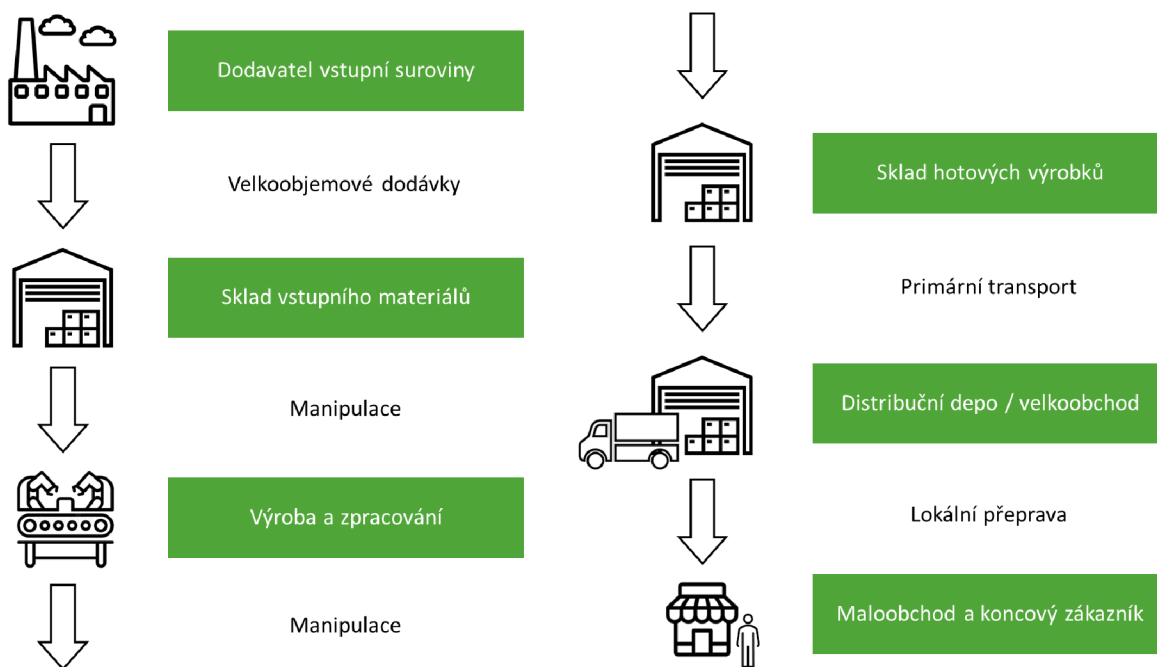 Dodavatel vstupní suroviny
Velkoobjemové dodávky
Sklad vstupního materiálů
Manipulace
Výroba a zpracování
Manipulace
Sklad hotových výrobků
Primární transport
Distribuční depo / velkoobchod
Lokální přeprava
Maloobchod a koncový zákazník